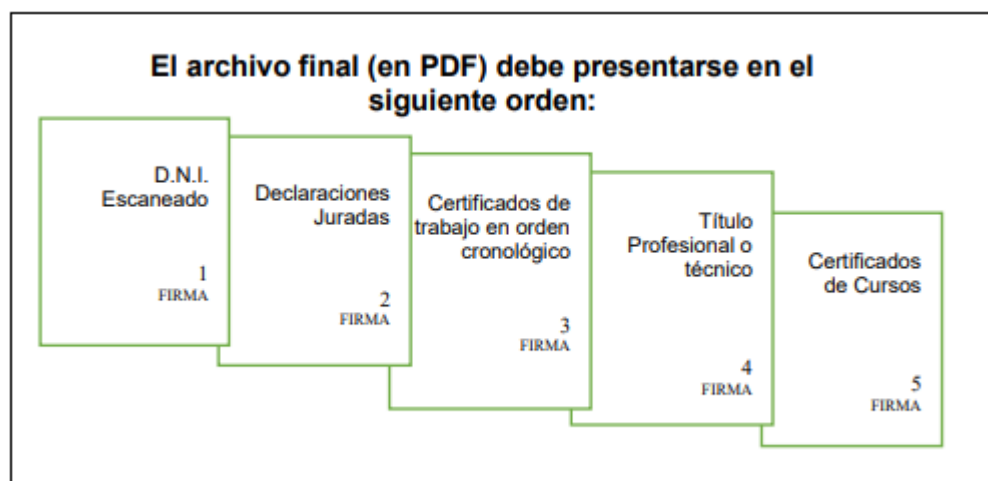 El archivo final (en PDF) debe presentarse en el
siguiente orden:
D.N.I.
Escaneado
1
FIRMA
Declaraciones
Juradas
2
FIRMA
Certificados de
trabajo en orden
cronológico
3
FIRMA
Título
Profesional o
técnico
4
FIRMA
Certificados
de Cursos
5
FIRMA